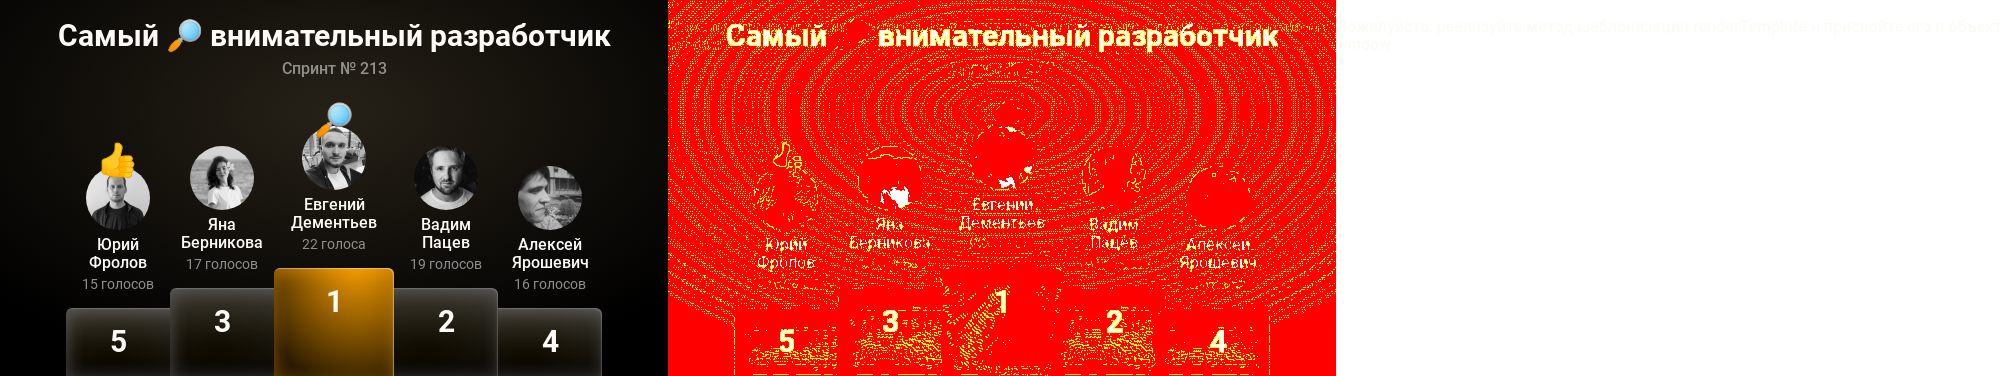 Самый 🔎 внимательный разработчик
Спринт № 213
Юрий
Фролов
15 голосов
5
Яна
Берникова
17 голосов
3
Евгений
Дементьев
22 голоса
1
Вадим
Пацев
19 голосов
2
Алексей
Ярошевич
16 голосов
4
Самый внимательный разработчик
Юрий
Фролов
5
Яна
Берникова
3
Евгений
Дементьев
1
Вадим
Пацев
2
Алексей
Ярошевич
4